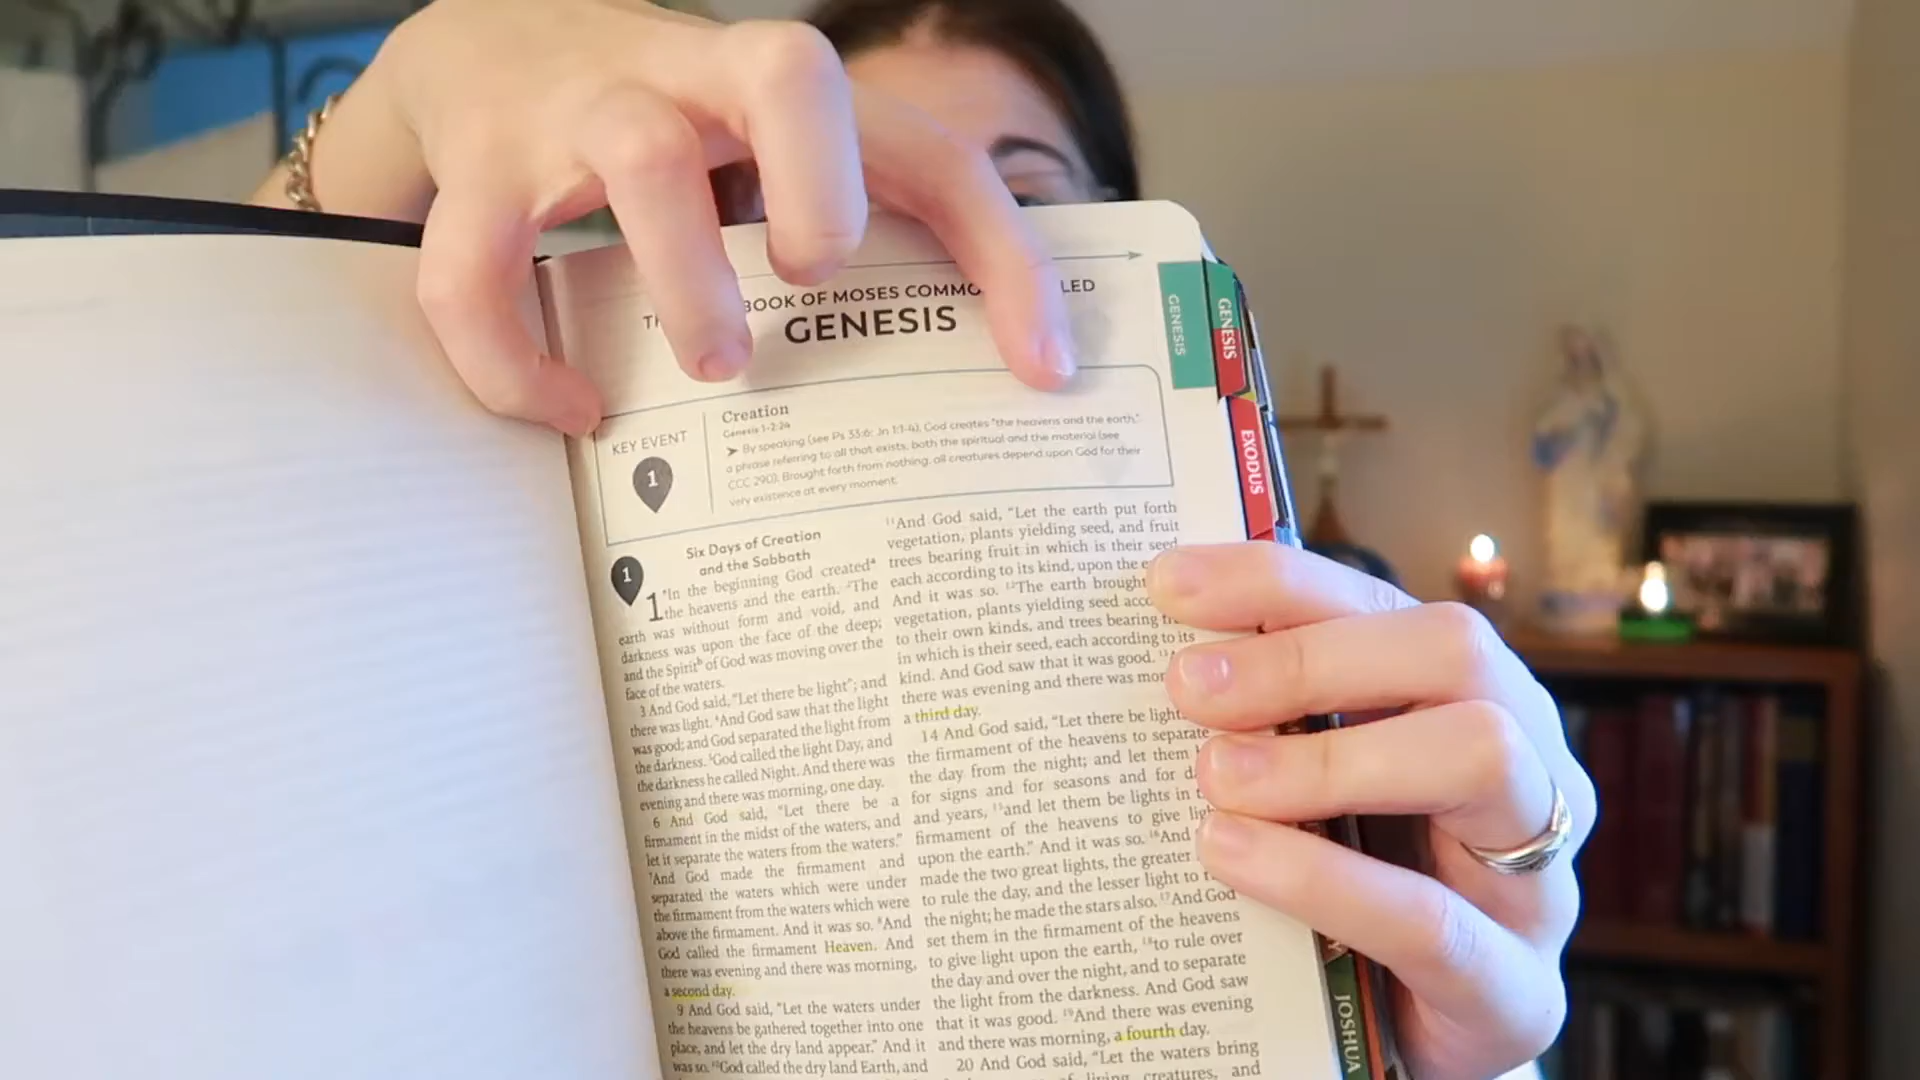 BOOK OF MOSES COMMO LED
GENESIS
KEY EVENT
1
Creation
Genesis 1-2:24
➤ By speaking (see Ps 33:6; Jn 1:1-4), God creates "the heavens and the earth,"
a phrase referring to all that exists, both the spiritual and the material (see
CCC 290). Brought forth from nothing, all creatures depend upon God for their
very existence at every moment.
1
Six Days of Creation
and the Sabbath
1 *In the beginning God createdᵃ
the heavens and the earth. ²The
earth was without form and void, and
darkness was upon the face of the deep;
and the Spiritᵇ of God was moving over the
face of the waters.
3 And God said, "Let there be light"; and
there was light. ⁴And God saw that the light
was good; and God separated the light from
the darkness. ⁵God called the light Day, and
the darkness he called Night. And there was
evening and there was morning, one day.
6 And God said, "Let there be a
firmament in the midst of the waters, and
let it separate the waters from the waters."
⁷And God made the firmament and
separated the waters which were under
the firmament from the waters which were
above the firmament. And it was so. ⁸And
God called the firmament Heaven. And
there was evening and there was morning,
a second day.
9 And God said, "Let the waters under
the heavens be gathered together into one
place, and let the dry land appear." And it
was so. ¹⁰God called the dry land Earth, and
¹¹And God said, "Let the earth put forth
vegetation, plants yielding seed, and fruit
trees bearing fruit in which is their seed,
each according to its kind, upon the
And it was so. ¹²The earth brought
vegetation, plants yielding seed
to their own kinds, and trees bearing
in which is their seed, each according to its
kind. And God saw that it was good.
there was evening and there was
a third day.
14 And God said, "Let there be lights
the firmament of the heavens to separate
the day from the night; and let them
for signs and for seasons and for
and years, ¹⁵and let them be lights in
firmament of the heavens to give
upon the earth." And it was so. ¹⁶And
made the two great lights, the greater
to rule the day, and the lesser light to
the night; he made the stars also. ¹⁷And God
set them in the firmament of the heavens
to give light upon the earth, ¹⁸to rule over
the day and over the night, and to separate
the light from the darkness. And God saw
that it was good. ¹⁹And there was evening
and there was morning, a fourth day.
20 And God said, "Let the waters bring
of living creatures, and
GENESIS
GENESIS
EXODUS
JOSHUA